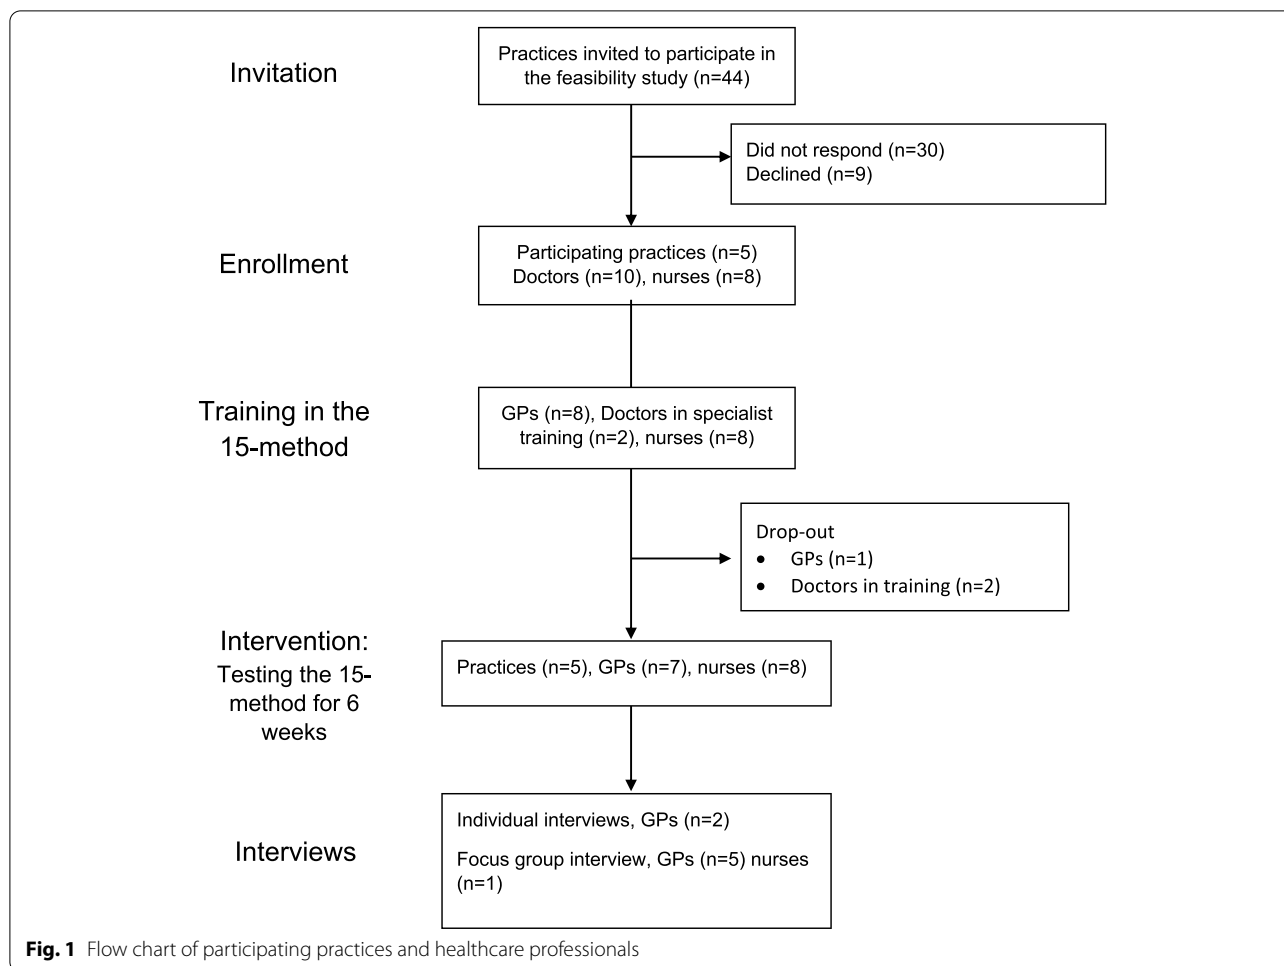 Invitation
Practices invited to participate in
the feasibility study (n=44)
Did not respond (n=30)
Declined (n=9)
Enrollment
Participating practices (n=5)
Doctors (n=10), nurses (n=8)
Training in the
15-method
GPs (n=8), Doctors in specialist
training (n=2), nurses (n=8)
Drop-out
• GPs (n=1)
• Doctors in training (n=2)
Intervention:
Testing the 15-
method for 6
weeks
Practices (n=5), GPs (n=7), nurses (n=8)
Interviews
Individual interviews, GPs (n=2)
Focus group interview, GPs (n=5) nurses
(n=1)
Fig. 1 Flow chart of participating practices and healthcare professionals